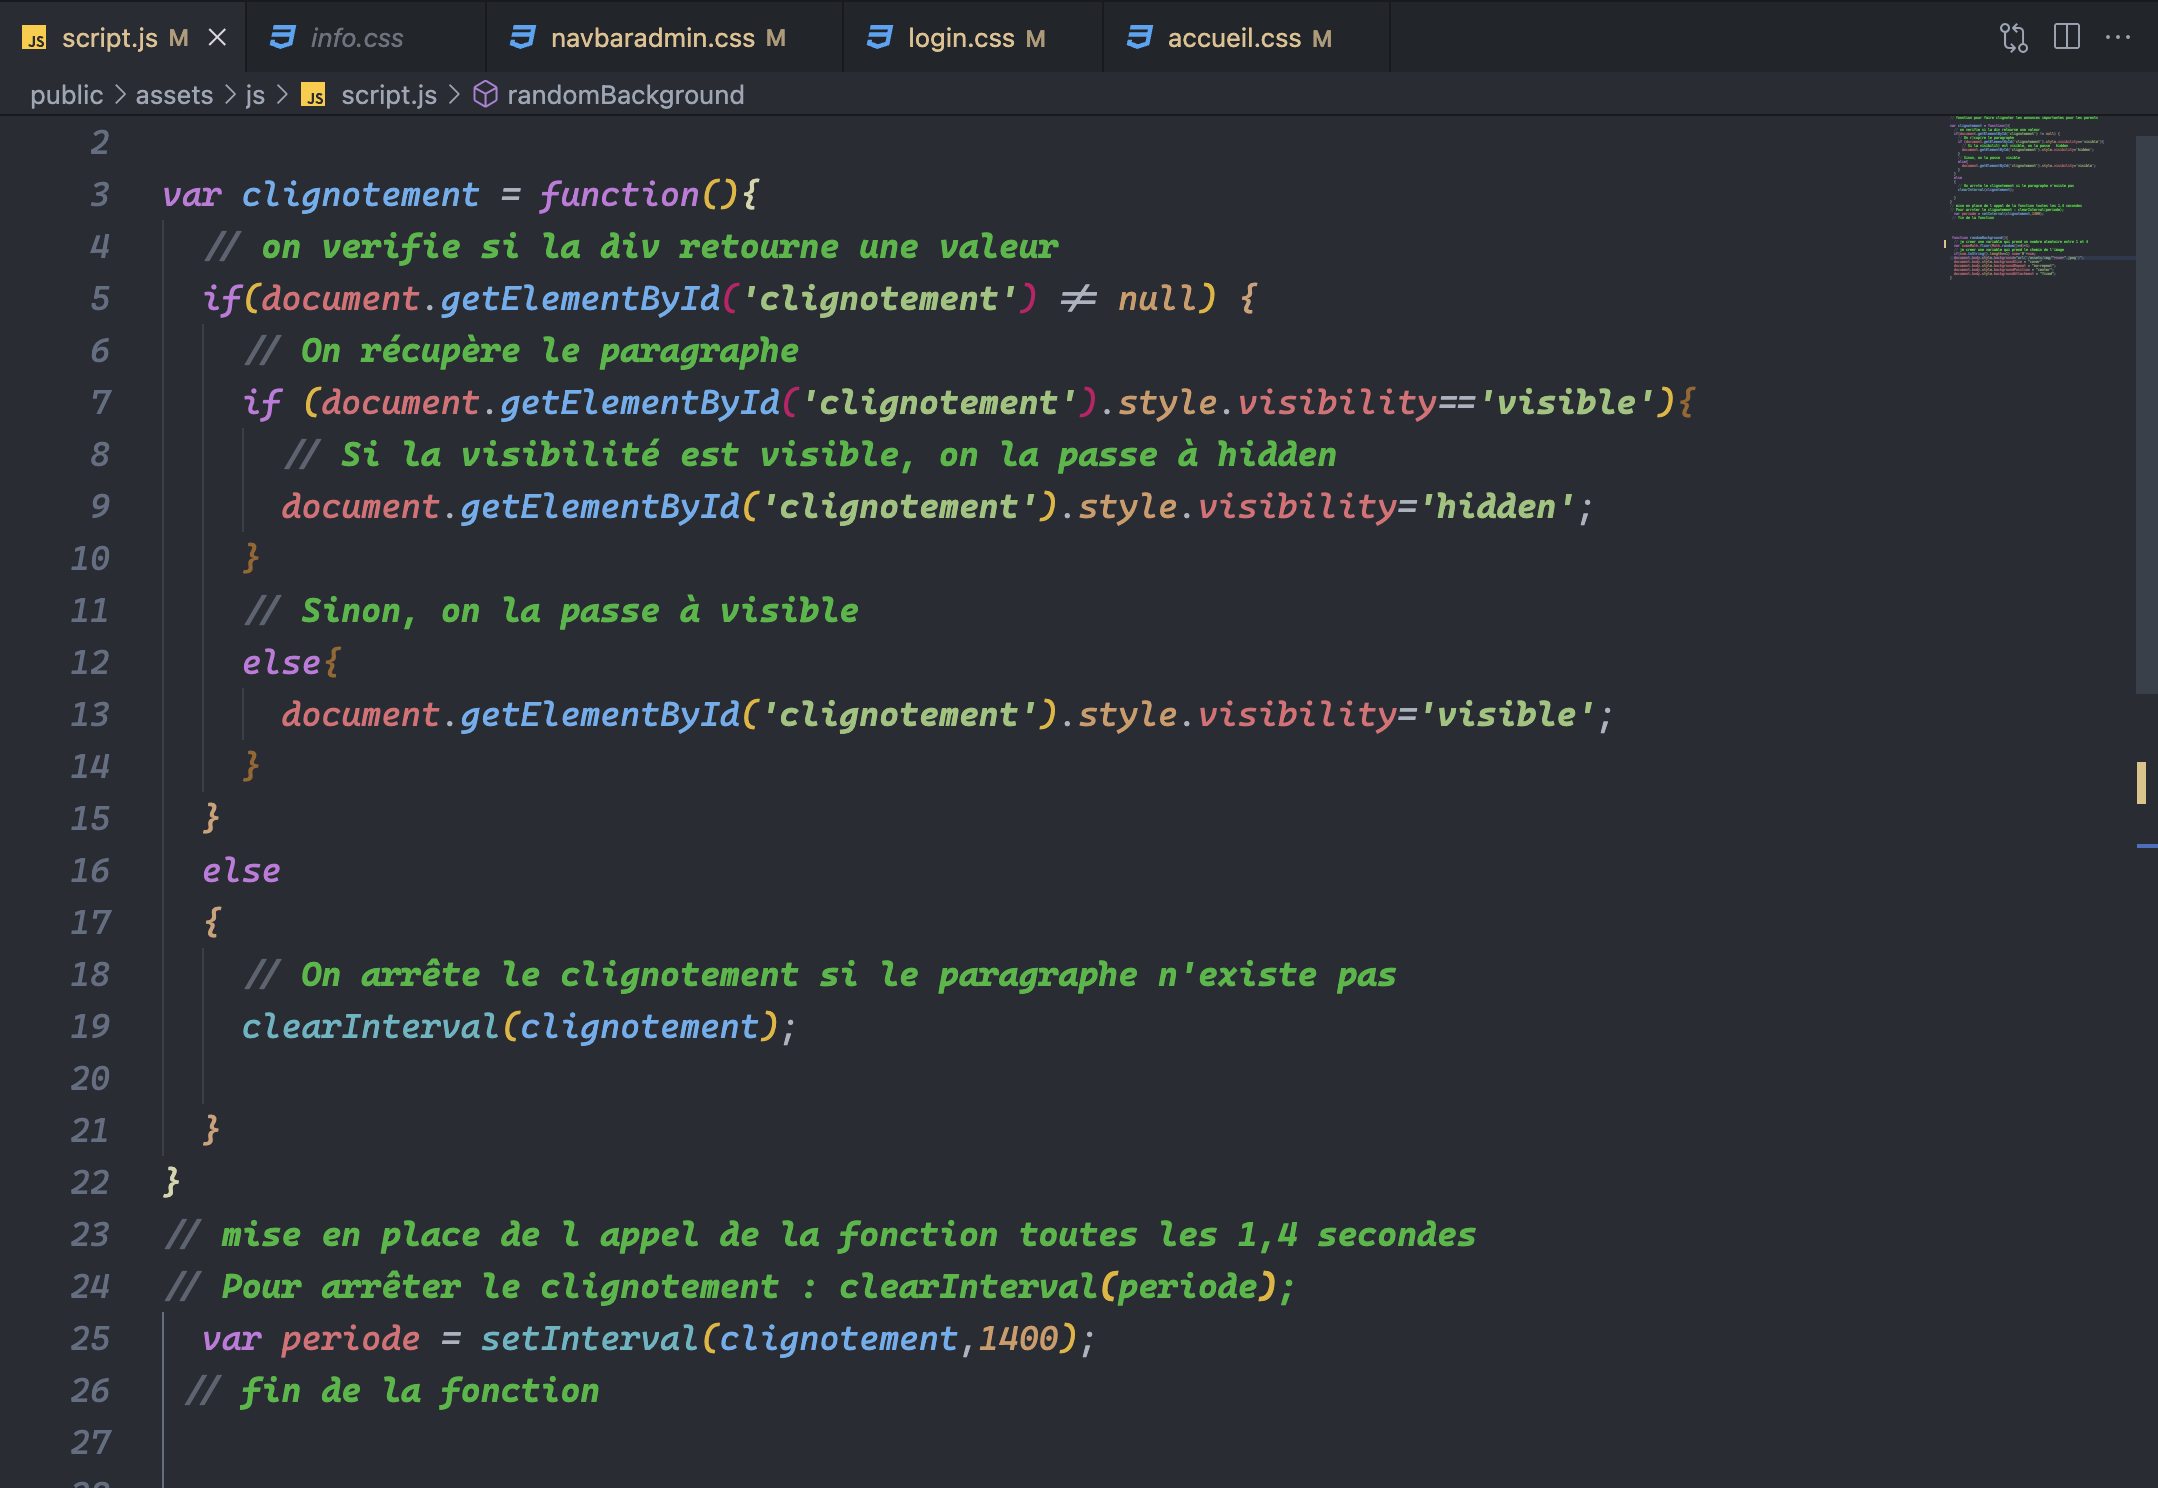 JS script.js M
info.css
navbaradmin.css M
login.css M
accueil.css M
public > assets > js > JS script.js > randomBackground
2
3 var clignotement = function(){
4 // on verifie si la div retourne une valeur
5 if(document.getElementById('clignotement') != null) {
6 // On récupère le paragraphe
7 if (document.getElementById('clignotement').style.visibility=='visible'){
8 // Si la visibilité est visible, on la passe à hidden
9 document.getElementById('clignotement').style.visibility='hidden';
10 }
11 // Sinon, on la passe à visible
12 else{
13 document.getElementById('clignotement').style.visibility='visible';
14 }
15 }
16 else
17 {
18 // On arrête le clignotement si le paragraphe n'existe pas
19 clearInterval(clignotement);
20
21 }
22 }
23 // mise en place de l appel de la fonction toutes les 1,4 secondes
24 // Pour arrêter le clignotement : clearInterval(periode);
25 var periode = setInterval(clignotement,1400);
26 // fin de la fonction
27